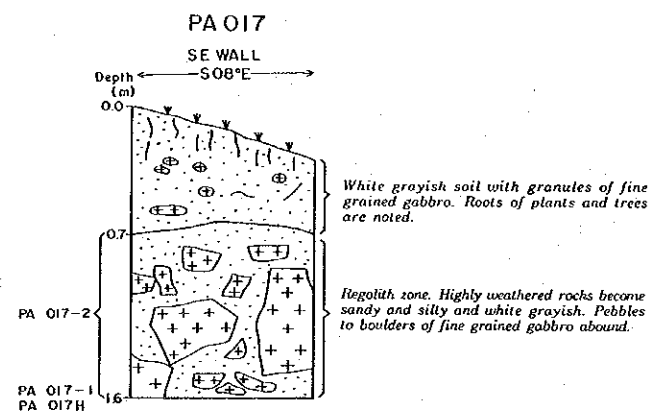 PA 017
SE WALL
S08°E
Depth
(m)
0.0
White grayish soil with granules of fine
grained gabbro. Roots of plants and trees
are noted.
0.7
Regolith zone. Highly weathered rocks become
sandy and silly and white grayish. Pebbles
to boulders of fine grained gabbro abound.
PA 017-2
PA 017-1
PA 017H
1.6